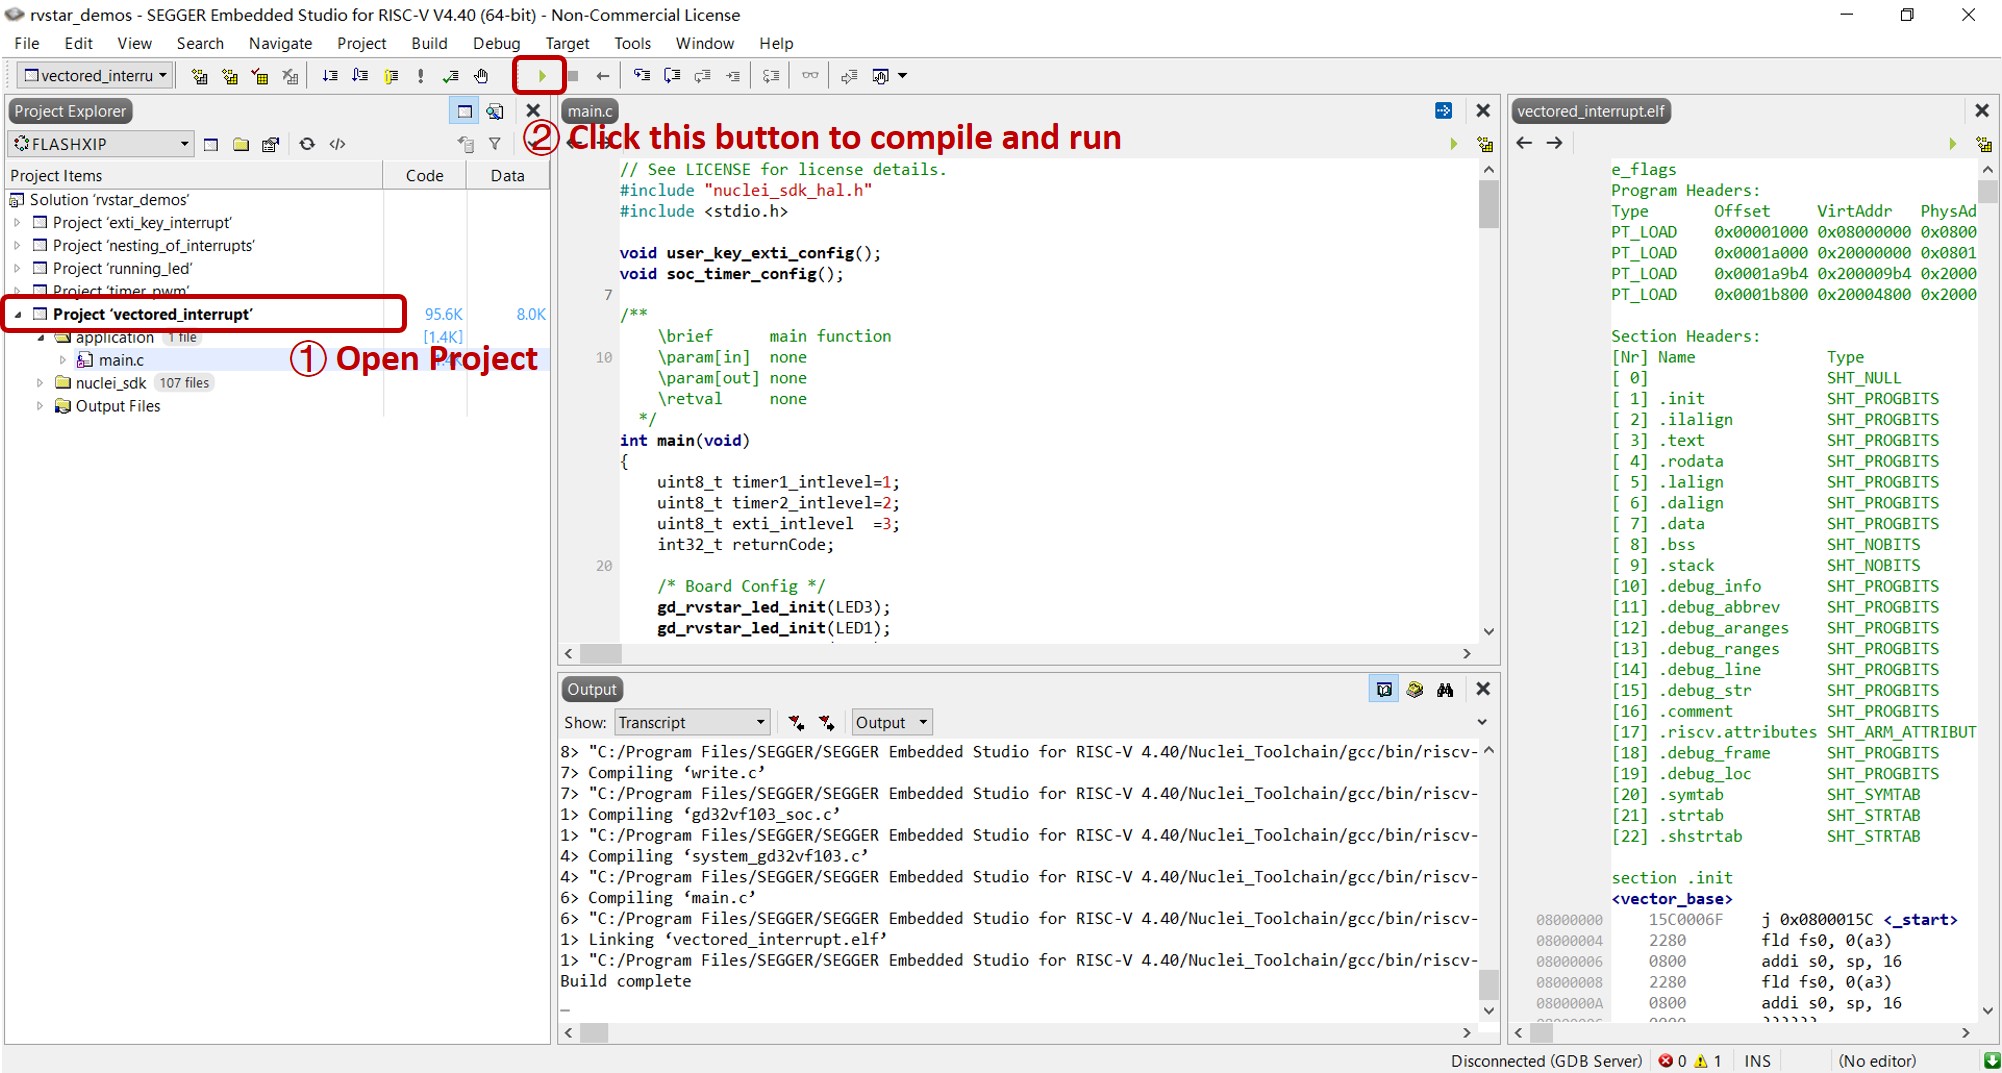 rvstar_demos - SEGGER Embedded Studio for RISC-V V4.40 (64-bit) - Non-Commercial License
File Edit View Search Navigate Project Build Debug Target Tools Window Help
vectored_interru
Project Explorer
FLASHXIP
Project Items Code Data
Solution ‘rvstar_demos’
Project ‘exti_key_interrupt’
Project ‘nesting_of_interrupts’
Project ‘running_led’
Project ‘timer_pwm’
Project ‘vectored_interrupt’ 95.6K 8.0K
application 1 file [1.4K]
main.c
nuclei_sdk 107 files
Output Files
① Open Project
main.c
② Click this button to compile and run
// See LICENSE for license details.
#include "nuclei_sdk_hal.h"
#include <stdio.h>
void user_key_exti_config();
void soc_timer_config();
7
/**
\brief main function
10 \param[in] none
\param[out] none
\retval none
*/
int main(void)
{
uint8_t timer1_intlevel=1;
uint8_t timer2_intlevel=2;
uint8_t exti_intlevel =3;
int32_t returnCode;
20
/* Board Config */
gd_rvstar_led_init(LED3);
gd_rvstar_led_init(LED1);
Output
Show: Transcript Output
8> "C:/Program Files/SEGGER/SEGGER Embedded Studio for RISC-V 4.40/Nuclei_Toolchain/gcc/bin/riscv-
7> Compiling ‘write.c’
7> "C:/Program Files/SEGGER/SEGGER Embedded Studio for RISC-V 4.40/Nuclei_Toolchain/gcc/bin/riscv-
1> Compiling ‘gd32vf103_soc.c’
1> "C:/Program Files/SEGGER/SEGGER Embedded Studio for RISC-V 4.40/Nuclei_Toolchain/gcc/bin/riscv-
4> Compiling ‘system_gd32vf103.c’
4> "C:/Program Files/SEGGER/SEGGER Embedded Studio for RISC-V 4.40/Nuclei_Toolchain/gcc/bin/riscv-
6> Compiling ‘main.c’
6> "C:/Program Files/SEGGER/SEGGER Embedded Studio for RISC-V 4.40/Nuclei_Toolchain/gcc/bin/riscv-
1> Linking ‘vectored_interrupt.elf’
1> "C:/Program Files/SEGGER/SEGGER Embedded Studio for RISC-V 4.40/Nuclei_Toolchain/gcc/bin/riscv-
Build complete
vectored_interrupt.elf
e_flags
Program Headers:
Type Offset VirtAddr PhysAd
PT_LOAD 0x00001000 0x08000000 0x0800
PT_LOAD 0x0001a000 0x20000000 0x0801
PT_LOAD 0x0001a9b4 0x200009b4 0x2000
PT_LOAD 0x0001b800 0x20004800 0x2000
Section Headers:
[Nr] Name Type
[ 0] SHT_NULL
[ 1] .init SHT_PROGBITS
[ 2] .ilalign SHT_PROGBITS
[ 3] .text SHT_PROGBITS
[ 4] .rodata SHT_PROGBITS
[ 5] .lalign SHT_PROGBITS
[ 6] .dalign SHT_PROGBITS
[ 7] .data SHT_PROGBITS
[ 8] .bss SHT_NOBITS
[ 9] .stack SHT_NOBITS
[10] .debug_info SHT_PROGBITS
[11] .debug_abbrev SHT_PROGBITS
[12] .debug_aranges SHT_PROGBITS
[13] .debug_ranges SHT_PROGBITS
[14] .debug_line SHT_PROGBITS
[15] .debug_str SHT_PROGBITS
[16] .comment SHT_PROGBITS
[17] .riscv.attributes SHT_ARM_ATTRIBUT
[18] .debug_frame SHT_PROGBITS
[19] .debug_loc SHT_PROGBITS
[20] .symtab SHT_SYMTAB
[21] .strtab SHT_STRTAB
[22] .shstrtab SHT_STRTAB
section .init
<vector_base>
08000000 15C0006F j 0x0800015C <_start>
08000004 2280 fld fs0, 0(a3)
08000006 0800 addi s0, sp, 16
08000008 2280 fld fs0, 0(a3)
0800000A 0800 addi s0, sp, 16
Disconnected (GDB Server) 0 1 INS (No editor)